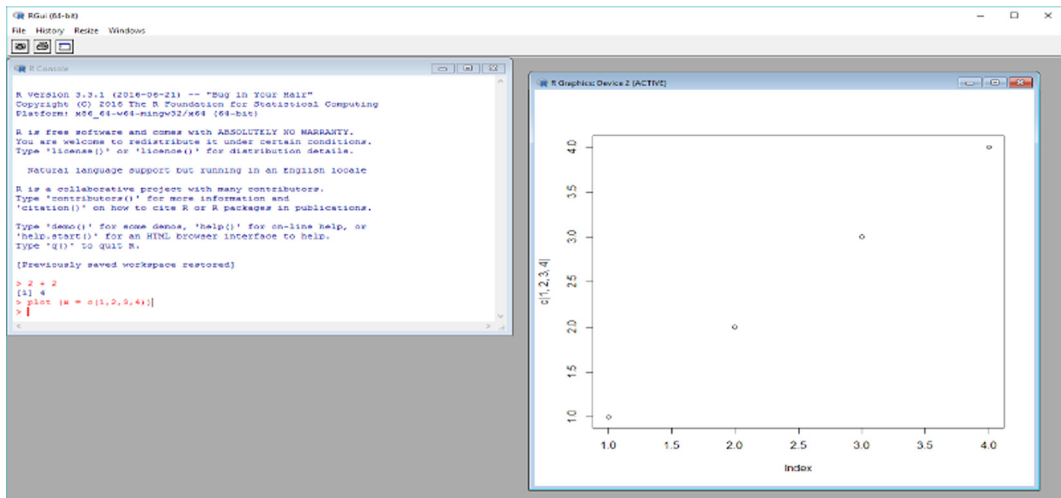 RGui (64-bit)
File History Resize Windows
R Console
R version 3.3.1 (2016-06-21) -- "Bug in Your Hair"
Copyright (C) 2016 The R Foundation for Statistical Computing
Platform: x86_64-w64-mingw32/x64 (64-bit)
R is free software and comes with ABSOLUTELY NO WARRANTY.
You are welcome to redistribute it under certain conditions.
Type 'license()' or 'licence()' for distribution details.
Natural language support but running in an English locale
R is a collaborative project with many contributors.
Type 'contributors()' for more information and
'citation()' on how to cite R or R packages in publications.
Type 'demo()' for some demos, 'help()' for on-line help, or
'help.start()' for an HTML browser interface to help.
Type 'q()' to quit R.
[Previously saved workspace restored]
> 2 + 2
[1] 4
> plot (x = c(1,2,3,4))
>
R Graphics: Device 2 (ACTIVE)
c(1, 2, 3, 4)
4.0
3.5
3.0
2.5
2.0
1.5
1.0
1.0 1.5 2.0 2.5 3.0 3.5 4.0
Index